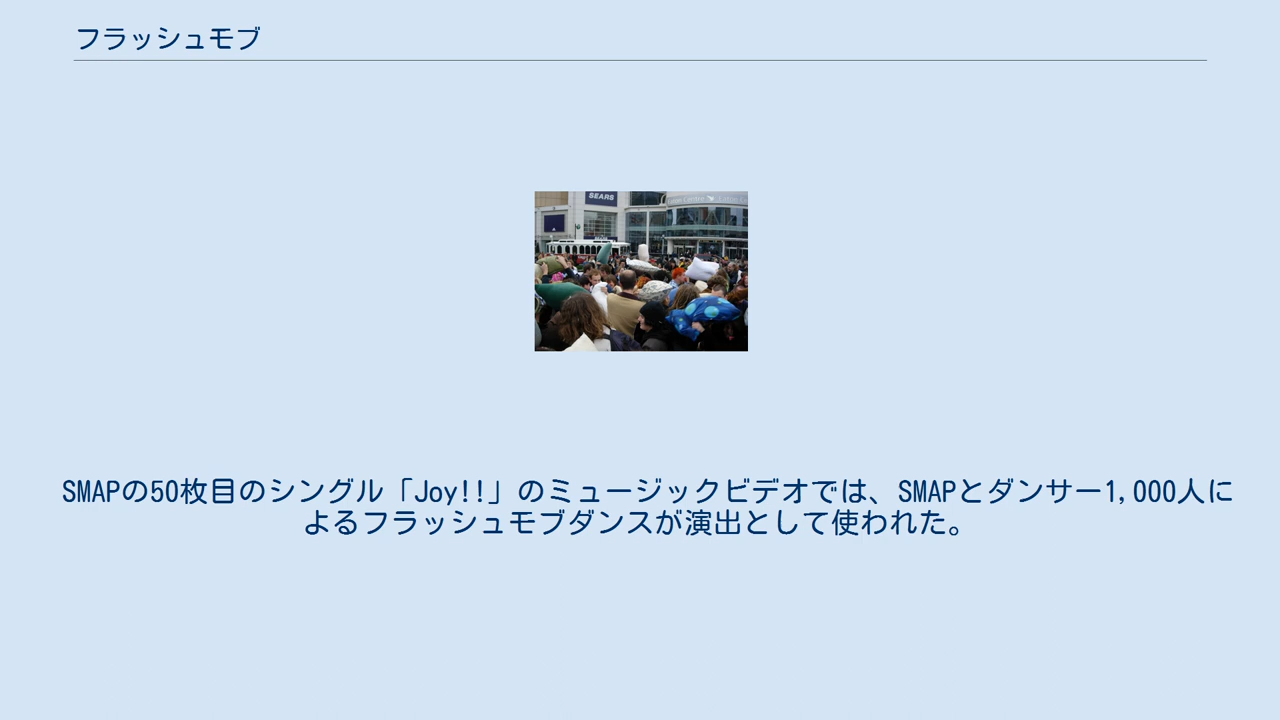 フラッシュモブ
SEARS
SMAPの50枚目のシングル「Joy!!」のミュージックビデオでは、SMAPとダンサー1,000人に
よるフラッシュモブダンスが演出として使われた。